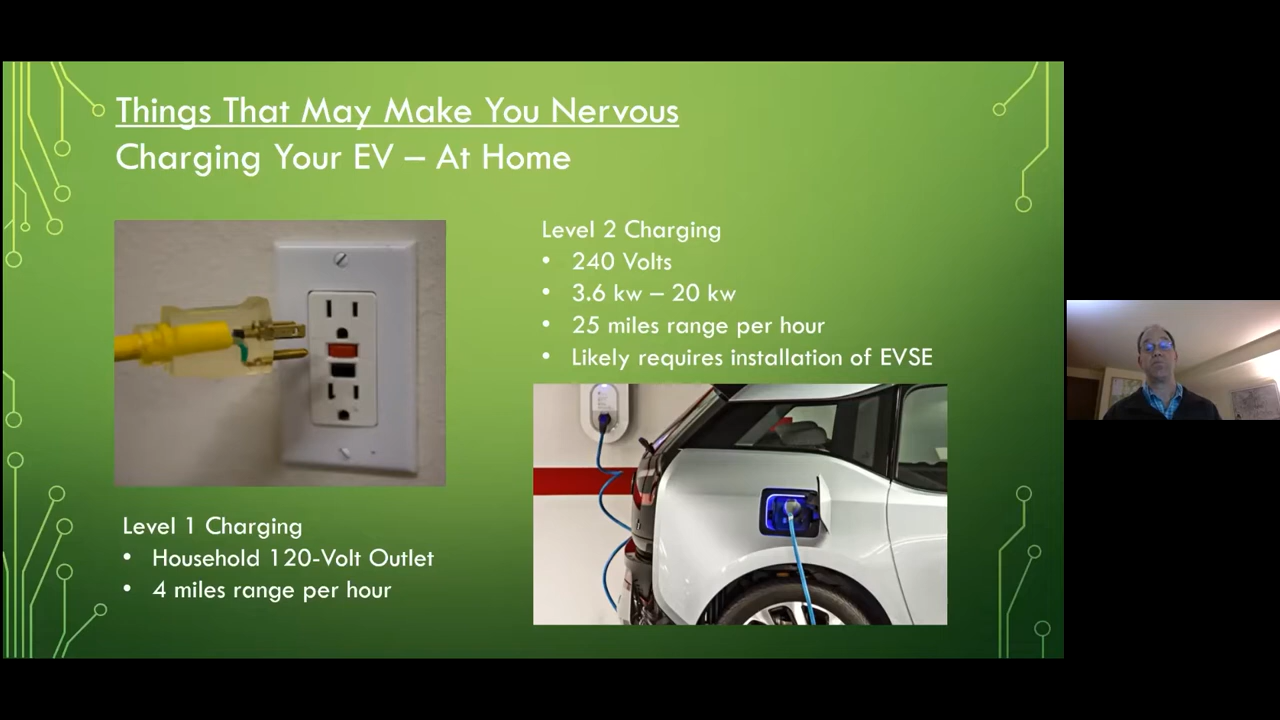 Things That May Make You Nervous
Charging Your EV – At Home
Level 2 Charging
• 240 Volts
• 3.6 kw – 20 kw
• 25 miles range per hour
• Likely requires installation of EVSE
Level 1 Charging
• Household 120-Volt Outlet
• 4 miles range per hour